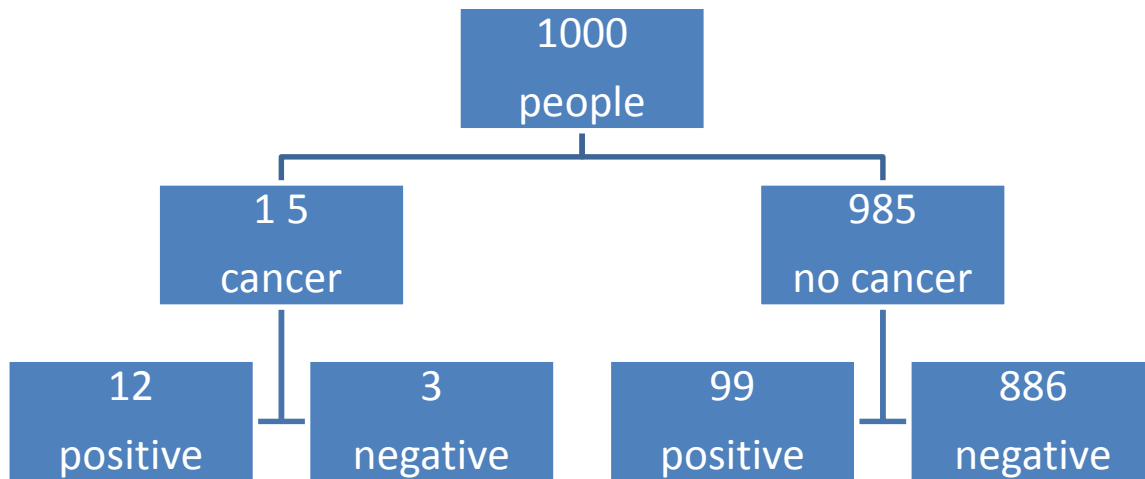 1000
people
1 5
cancer
985
no cancer
12
positive
3
negative
99
positive
886
negative